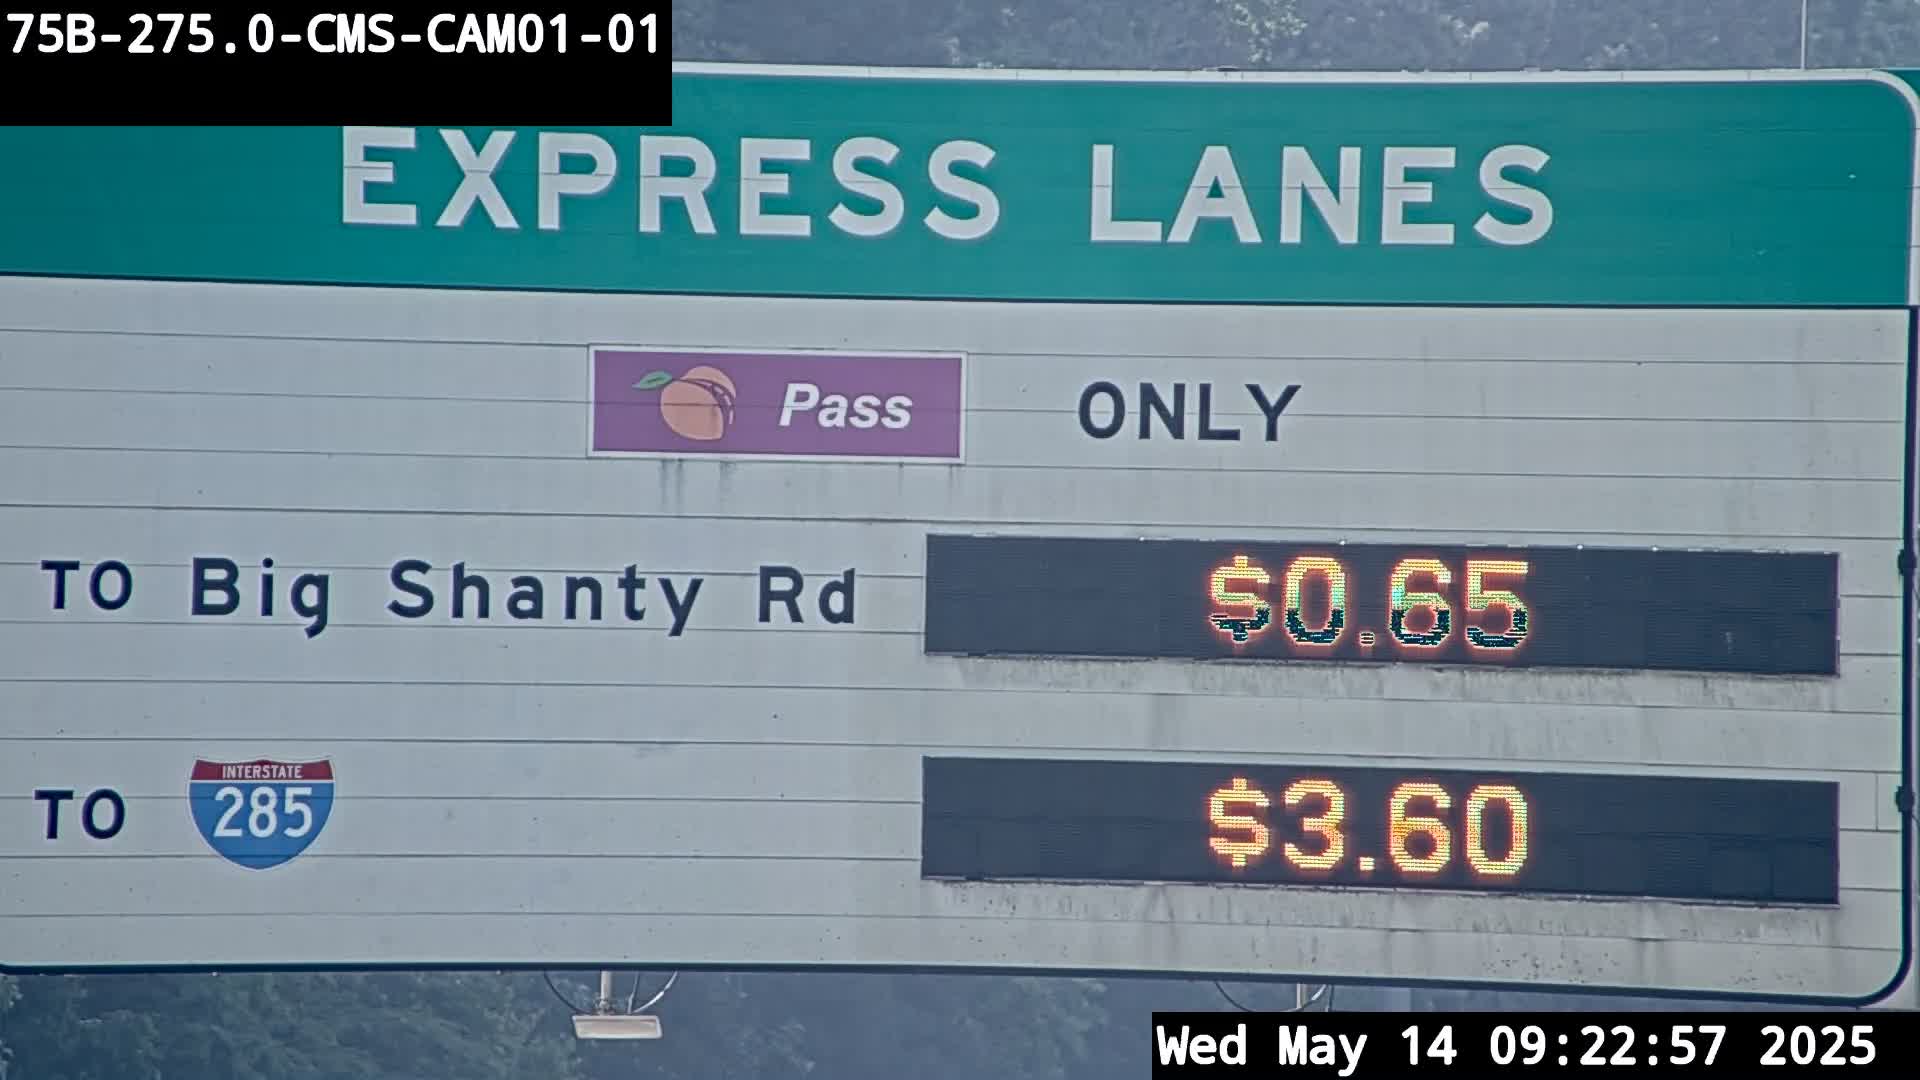 75B-275.0-CMS-CAM01-01
EXPRESS LANES
Pass ONLY
TO Big Shanty Rd $0.65
INTERSTATE
TO 285 $3.60
Wed May 14 09:22:57 2025